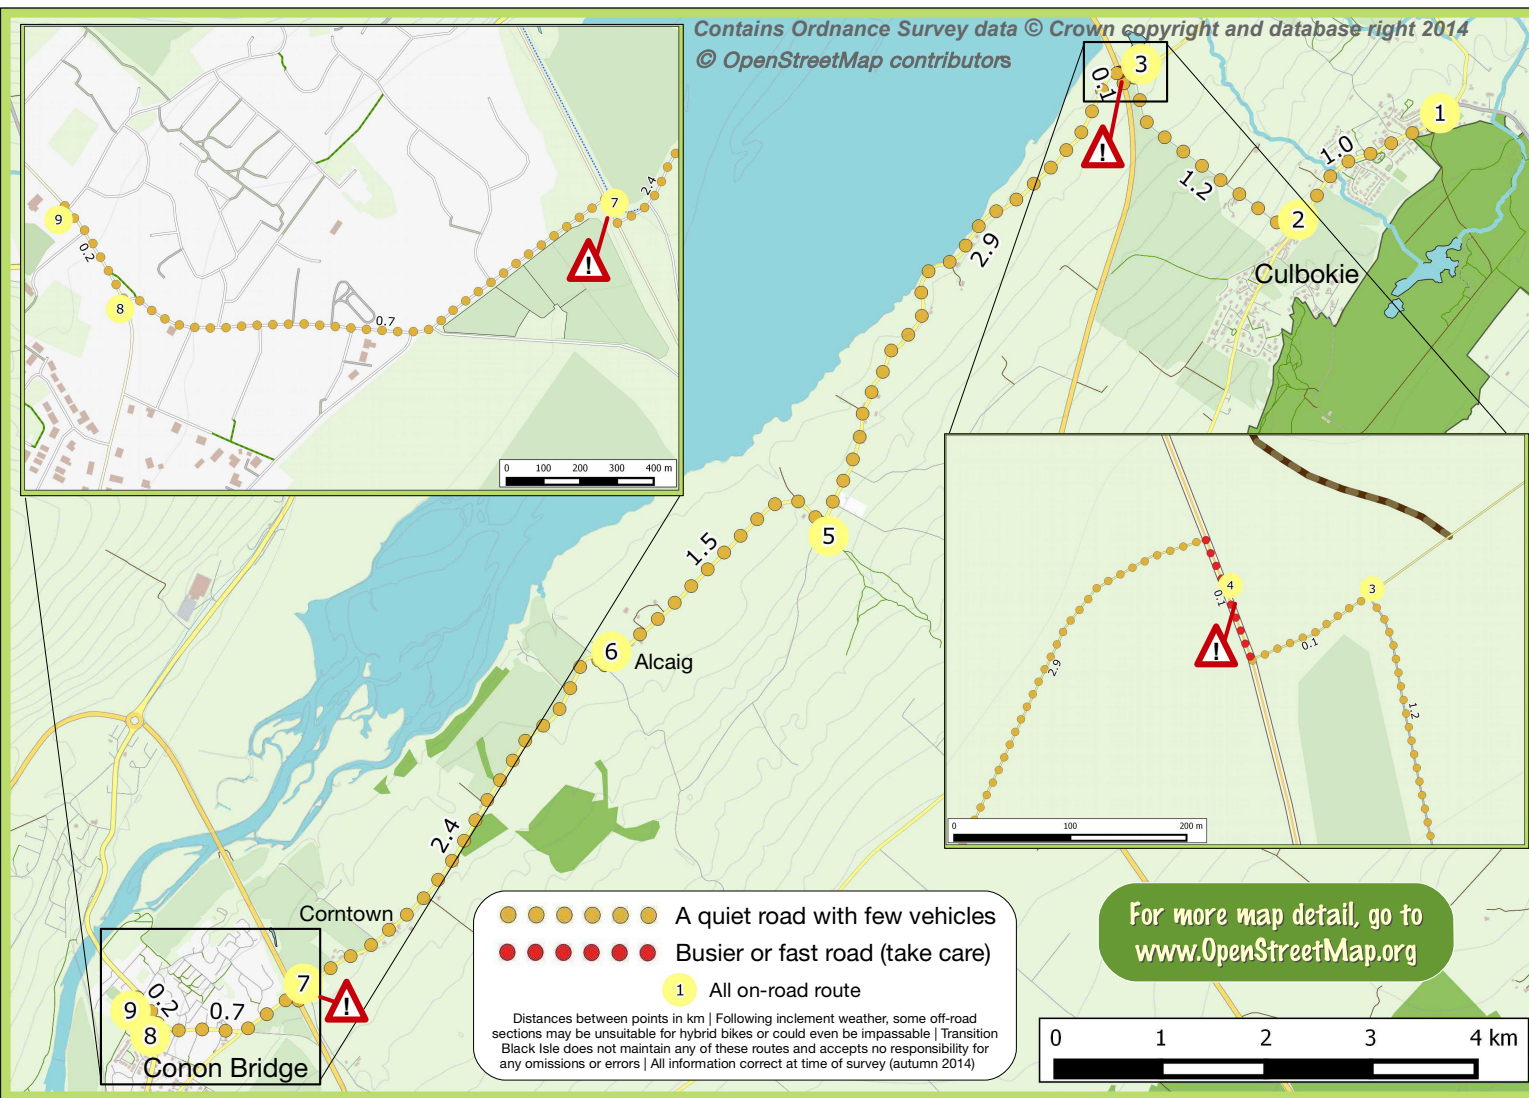 Contains Ordnance Survey data © Crown copyright and database right 2014
© OpenStreetMap contributors
9
0.2
8
0.7
7
2.4
!
0 100 200 300 400 m
3
0.1
!
1
1.0
1.2
2
Culbokie
2.9
5
1.5
6
Alcaig
2.4
Corntown
7
!
9
0.2
0.7
8
Conon Bridge
4
0.1
!
3
0.1
2.9
1.2
0 100 200 m
A quiet road with few vehicles
Busier or fast road (take care)
1 All on-road route
Distances between points in km | Following inclement weather, some off-road
sections may be unsuitable for hybrid bikes or could even be impassable | Transition
Black Isle does not maintain any of these routes and accepts no responsibility for
any omissions or errors | All information correct at time of survey (autumn 2014)
For more map detail, go to
www.OpenStreetMap.org
0 1 2 3 4 km